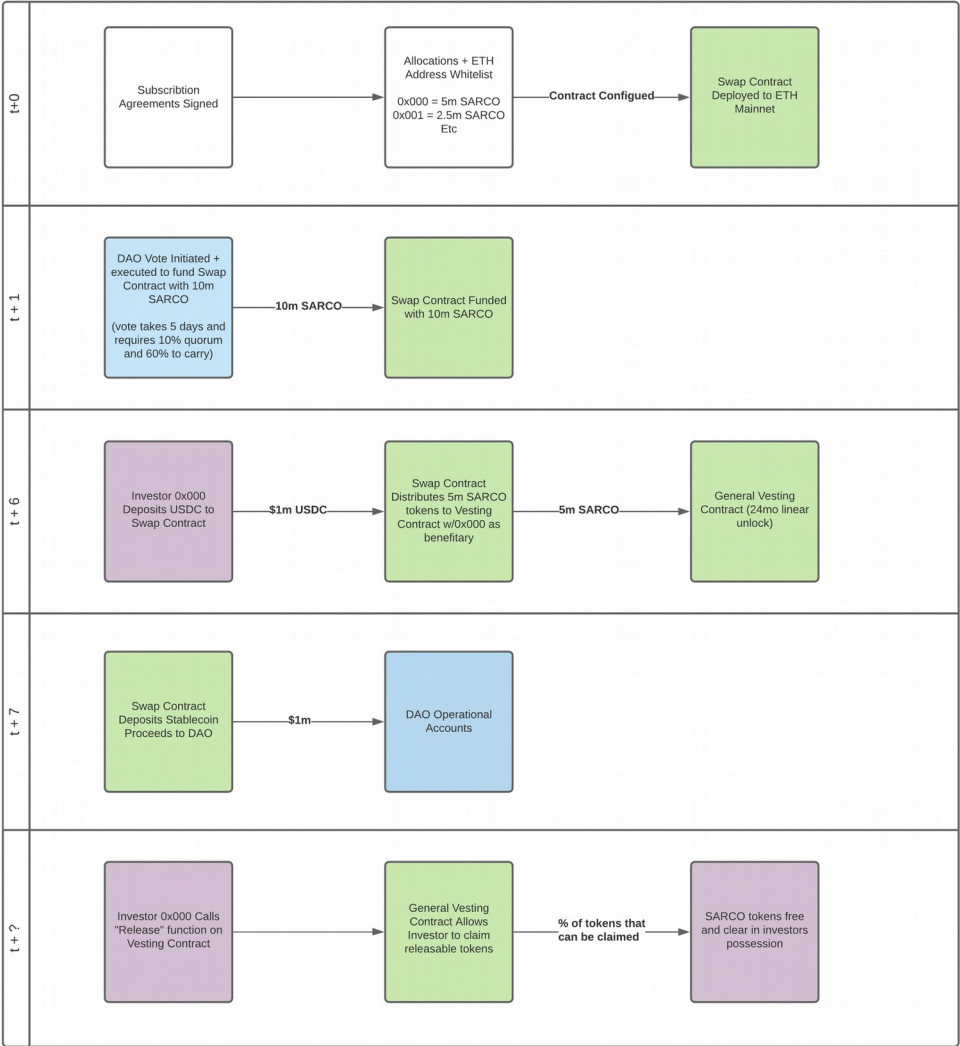 t+0
Subscribtion
Agreements Signed
Allocations + ETH
Address Whitelist
0x000 = 5m SARCO
0x001 = 2.5m SARCO
Etc
Contract Configued
Swap Contract
Deployed to ETH
Mainnet
t + 1
DAO Vote Initiated +
executed to fund Swap
Contract with 10m
SARCO
(vote takes 5 days and
requires 10% quorum
and 60% to carry)
10m SARCO
Swap Contract Funded
with 10m SARCO
t + 6
Investor 0x000
Deposits USDC to
Swap Contract
$1m USDC
Swap Contract
Distributes 5m SARCO
tokens to Vesting
Contract w/0x000 as
benefitary
5m SARCO
General Vesting
Contract (24mo linear
unlock)
t + 7
Swap Contract
Deposits Stablecoin
Proceeds to DAO
$1m
DAO Operational
Accounts
t + ?
Investor 0x000 Calls
"Release" function on
Vesting Contract
General Vesting
Contract Allows
Investor to claim
releasable tokens
% of tokens that
can be claimed
SARCO tokens free
and clear in investors
possession